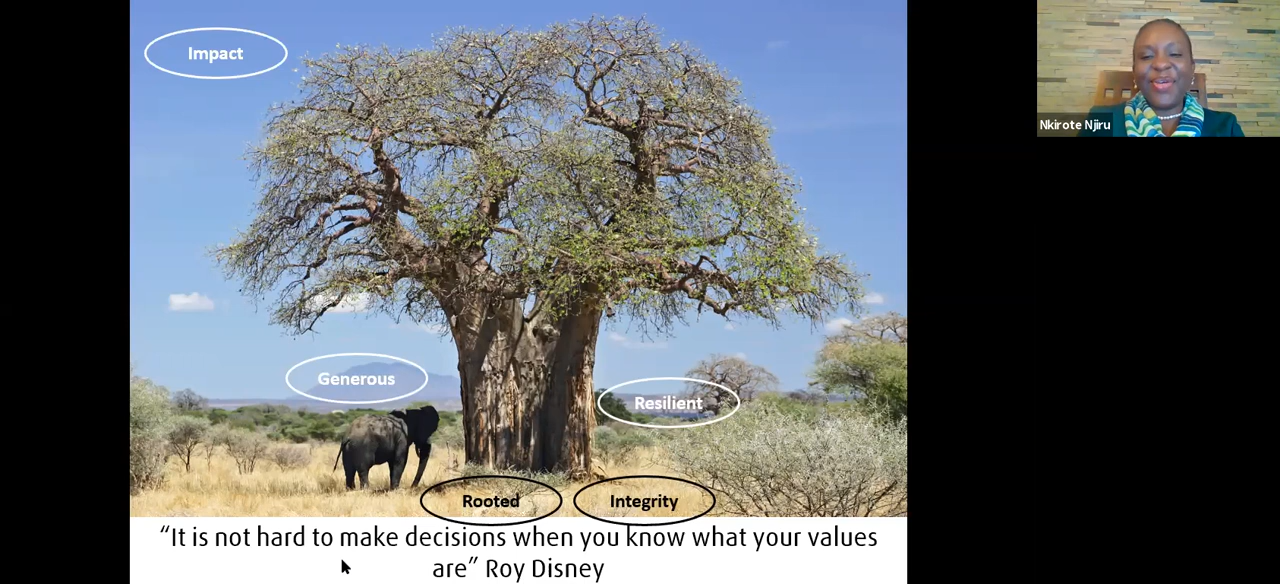 Impact
Nkirote Njiru
Generous
Resilient
Rooted
Integrity
“It is not hard to make decisions when you know what your values
are” Roy Disney